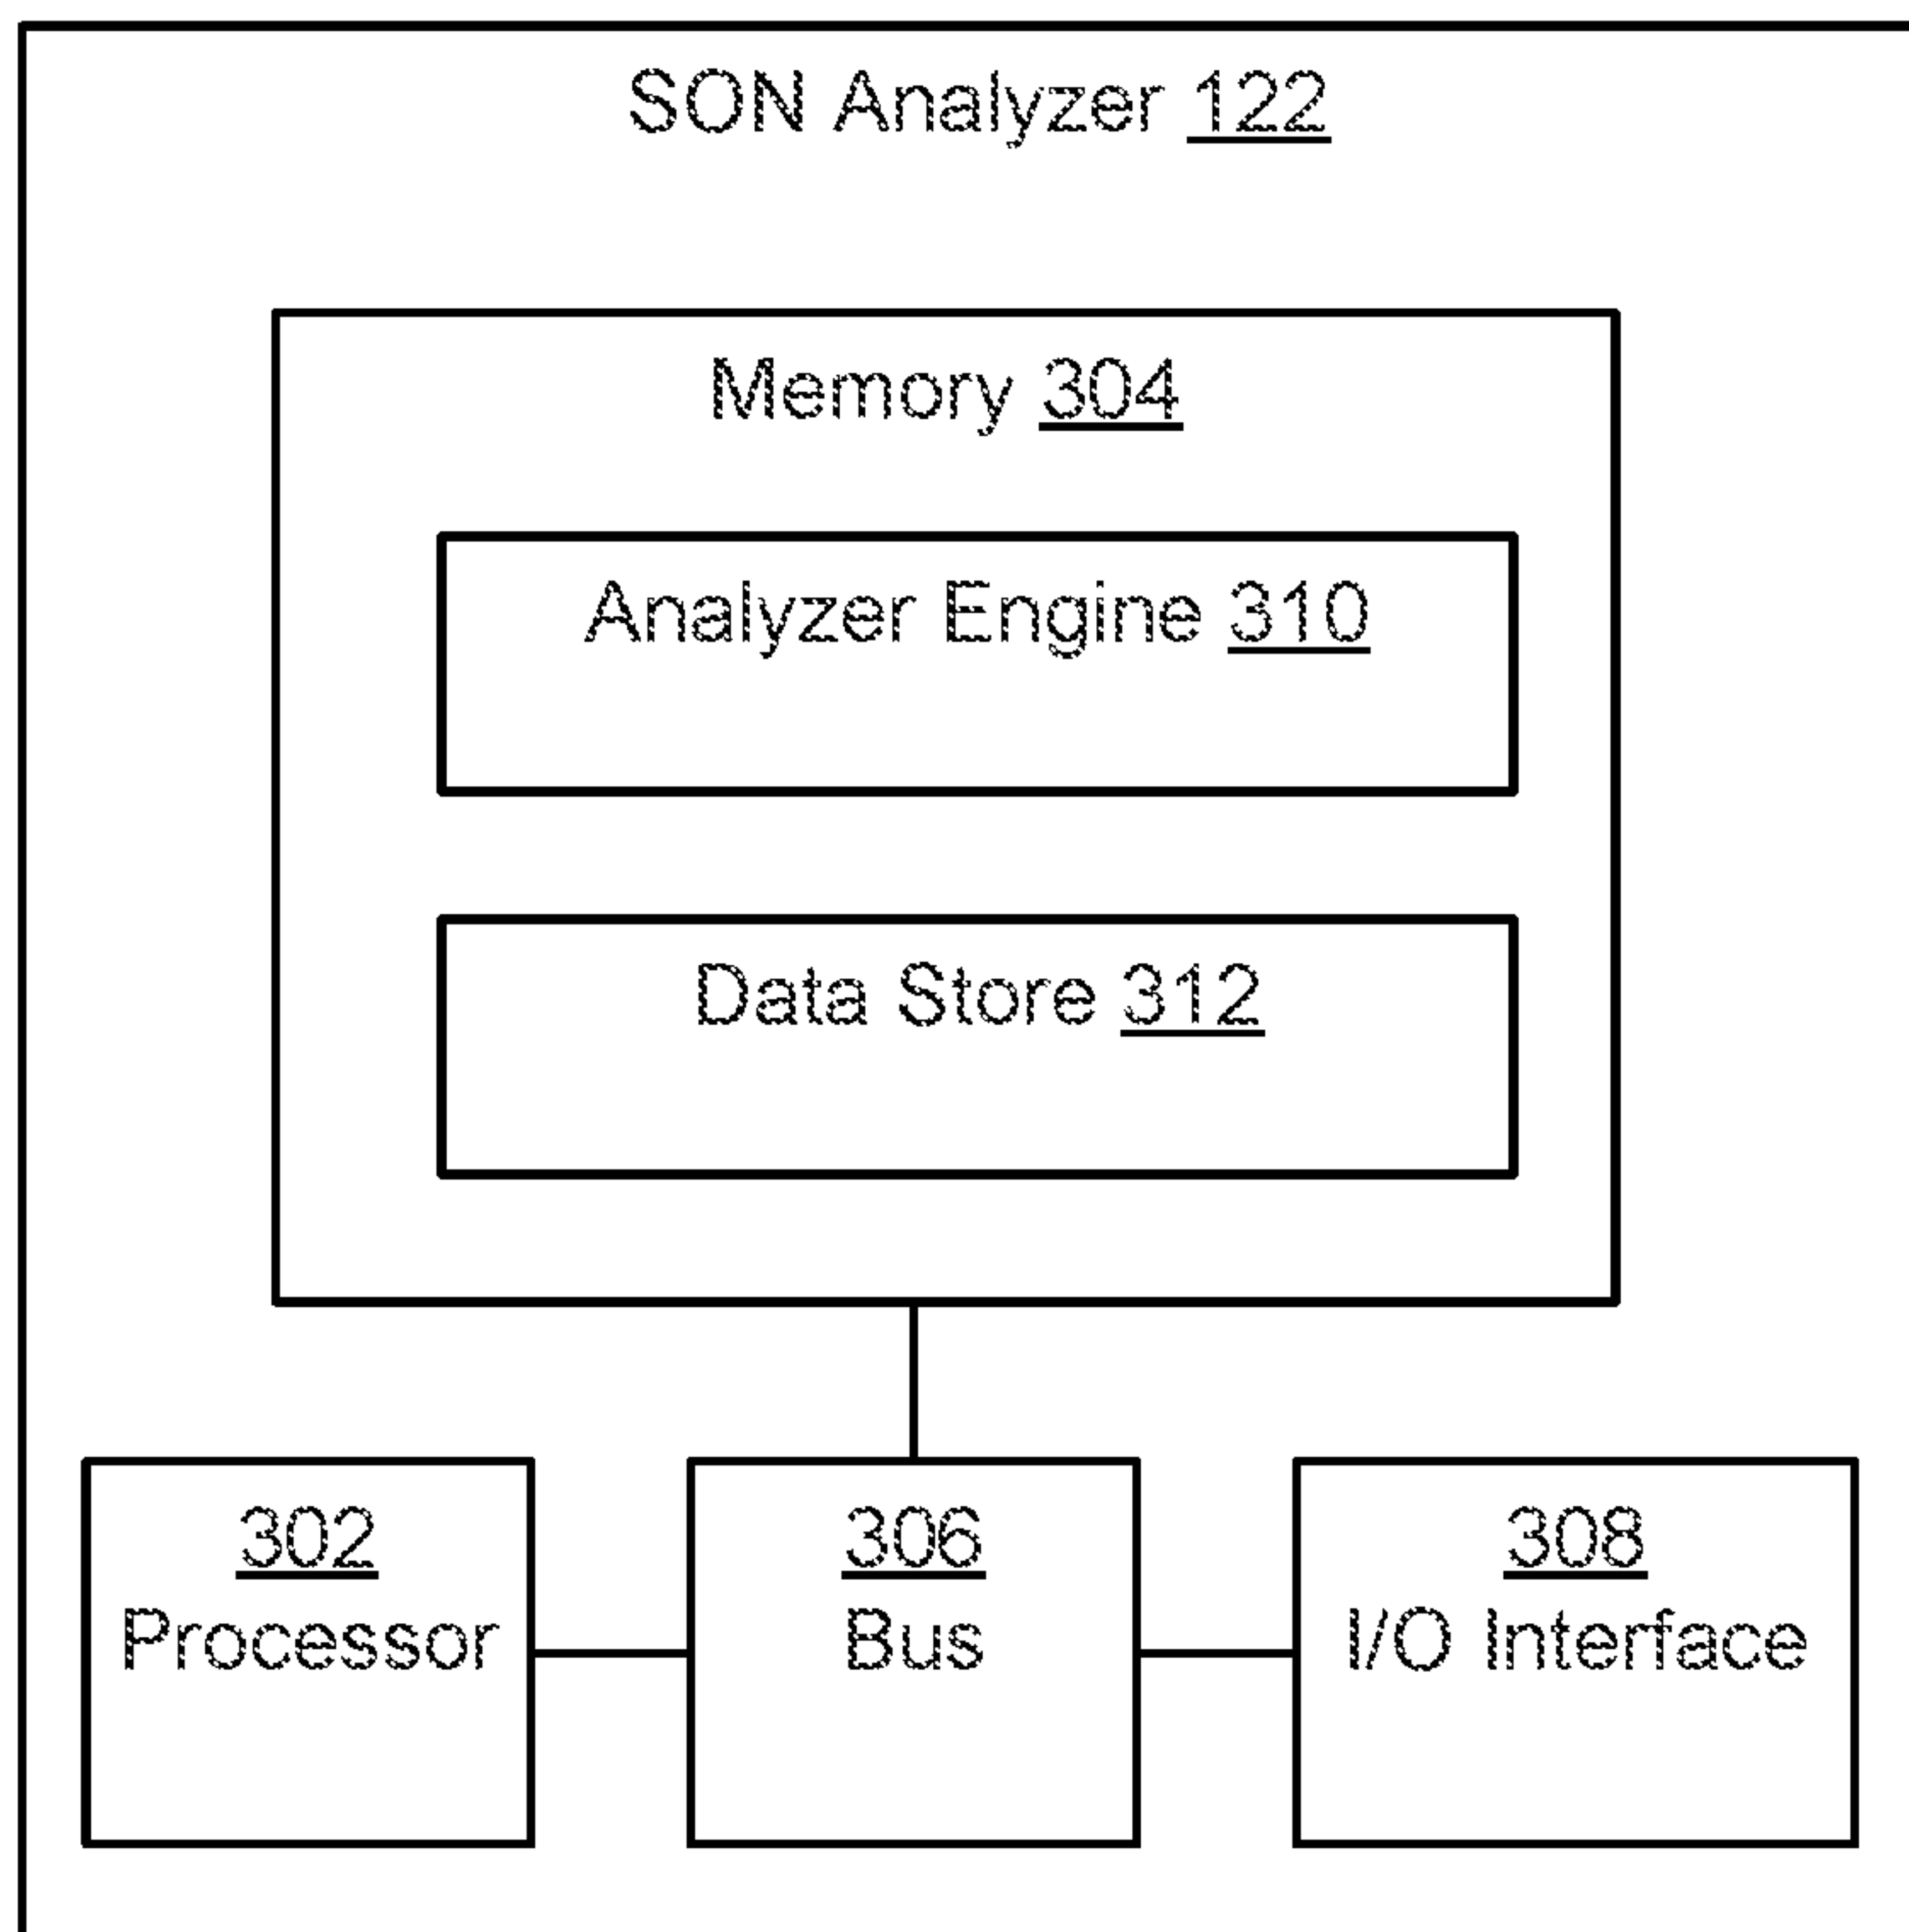 SON Analyzer 122
Memory 304
Analyzer Engine 310
Data Store 312
302
Processor
306
Bus
308
I/O Interface